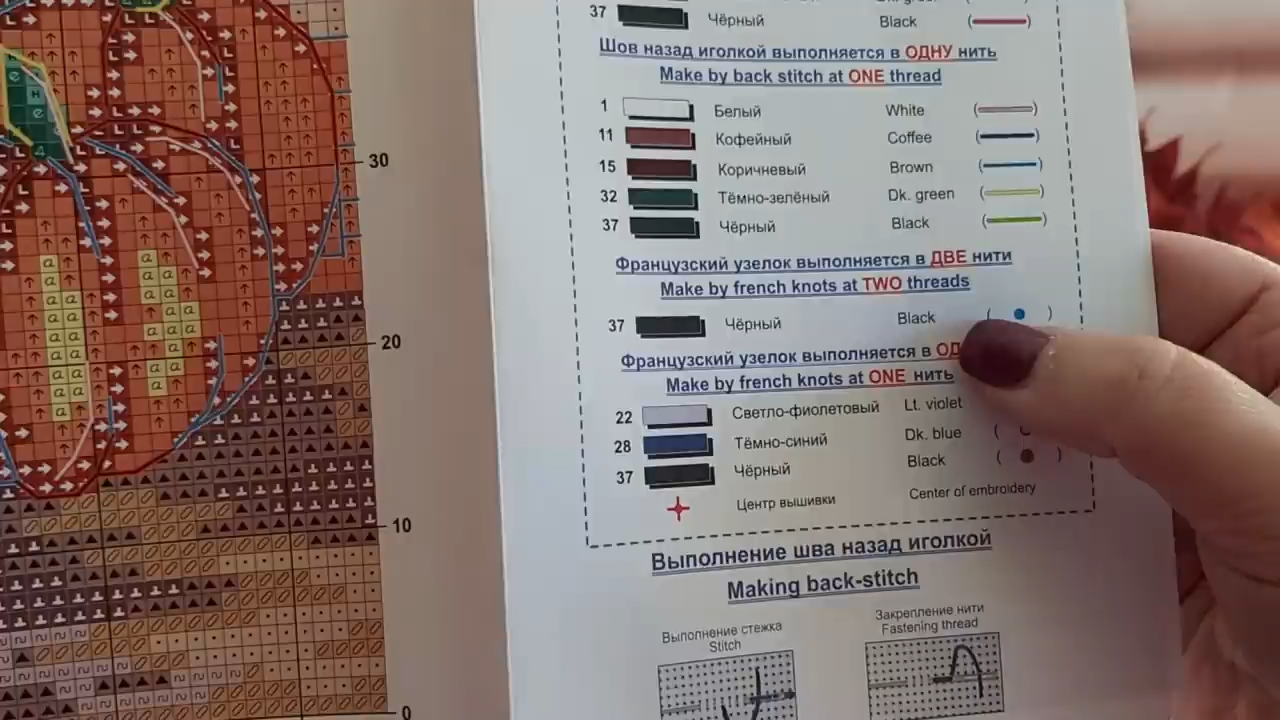 37 Чёрный Black
Шов назад иголкой выполняется в ОДНУ нить
Make by back stitch at ONE thread
1 Белый White
11 Кофейный Coffee
15 Коричневый Brown
32 Тёмно-зелёный Dk. green
37 Чёрный Black
Французский узелок выполняется в ДВЕ нити
Make by french knots at TWO threads
37 Чёрный Black
Французский узелок выполняется в
Make by french knots at ONE нить
22 Светло-фиолетовый Lt. violet
28 Тёмно-синий Dk. blue
37 Чёрный Black
Центр вышивки Center of embroidery
Выполнение шва назад иголкой
Making back-stitch
Выполнение стежка
Stitch
Закрепление нити
Fastening thread
30
20
10
0